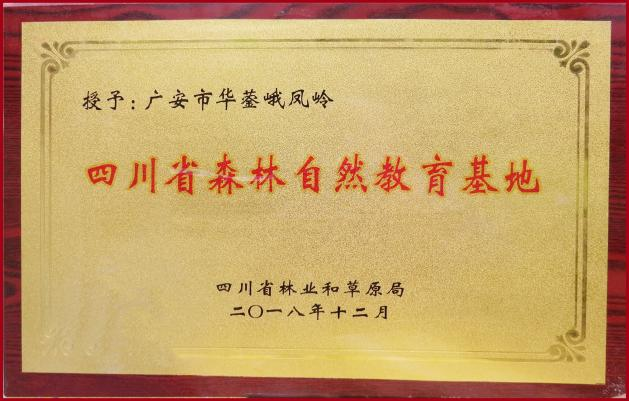 授予：广安市华蓥峨凤岭
四川省森林自然教育基地
四川省林业和草原局
二〇一八年十二月